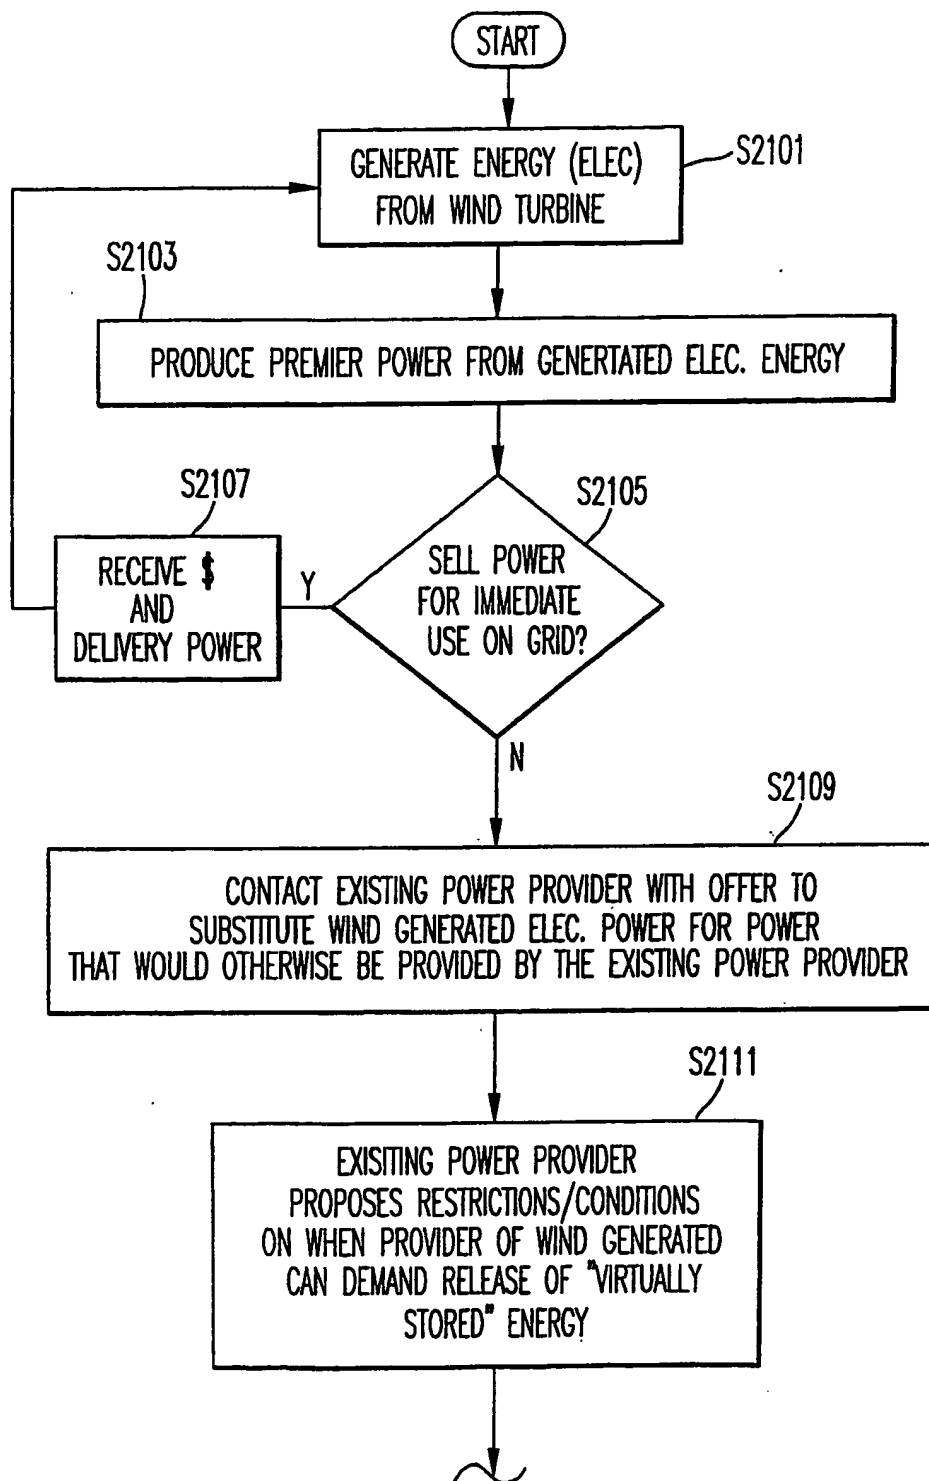 START
S2101
GENERATE ENERGY (ELEC)
FROM WIND TURBINE
S2103
PRODUCE PREMIER POWER FROM GENERTATED ELEC. ENERGY
S2107
S2105
RECEIVE $
AND
DELIVERY POWER
Y
SELL POWER
FOR IMMEDIATE
USE ON GRID?
N
S2109
CONTACT EXISTING POWER PROVIDER WITH OFFER TO
SUBSTITUTE WIND GENERATED ELEC. POWER FOR POWER
THAT WOULD OTHERWISE BE PROVIDED BY THE EXISTING POWER PROVIDER
S2111
EXISITING POWER PROVIDER
PROPOSES RESTRICTIONS/CONDITIONS
ON WHEN PROVIDER OF WIND GENERATED
CAN DEMAND RELEASE OF "VIRTUALLY
STORED" ENERGY